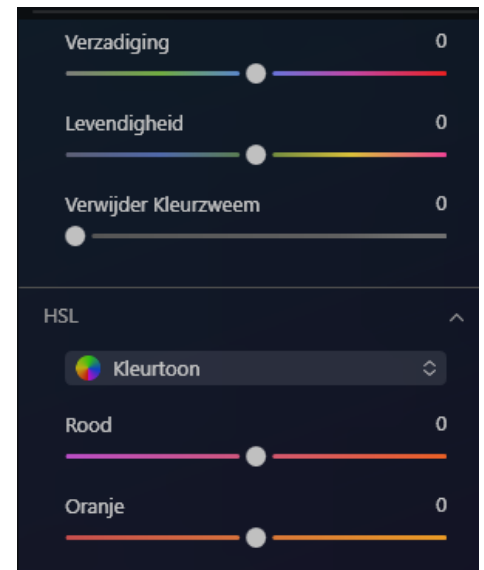 Verzadiging 0
Levendigheid 0
Verwijder Kleurzweem 0
HSL
Kleurtoon
Rood 0
Oranje 0